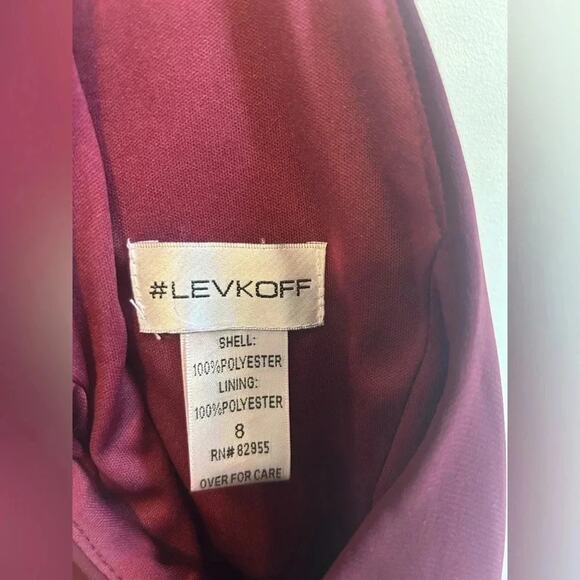 #LEVKOFF
SHELL:
100%POLYESTER
LINING:
100%POLYESTER
8
RN# 82955
OVER FOR CARE